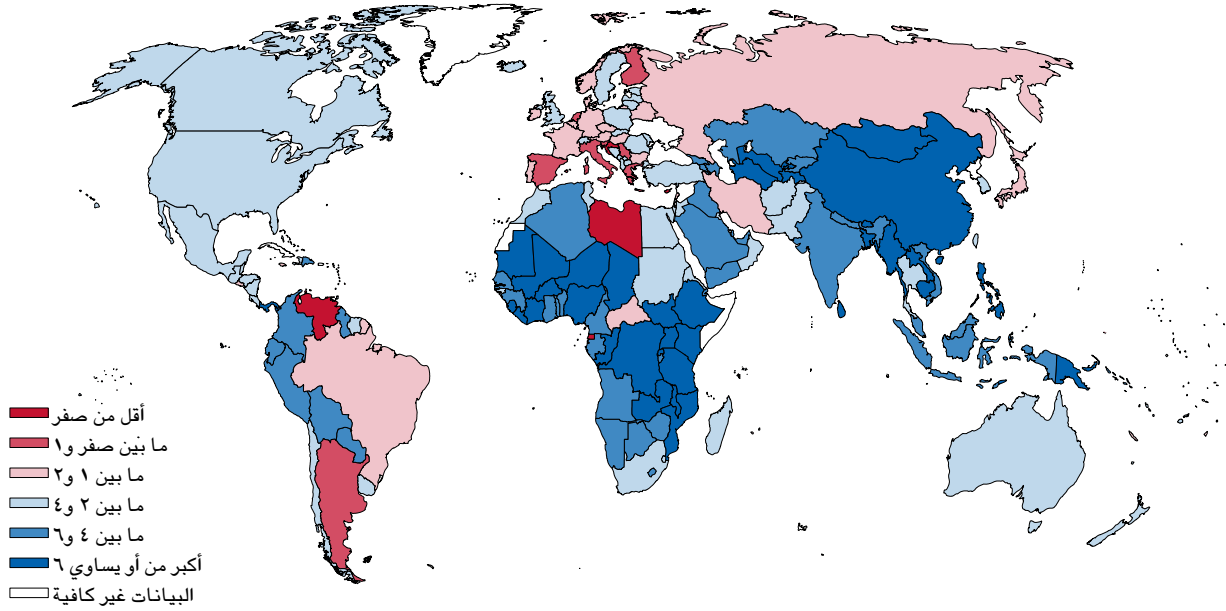 أقل من صفر
ما بين صفر و١
ما بين ١ و٢
ما بين ٢ و٤
ما بين ٤ و٦
أكبر من أو يساوي ٦
البيانات غير كافية